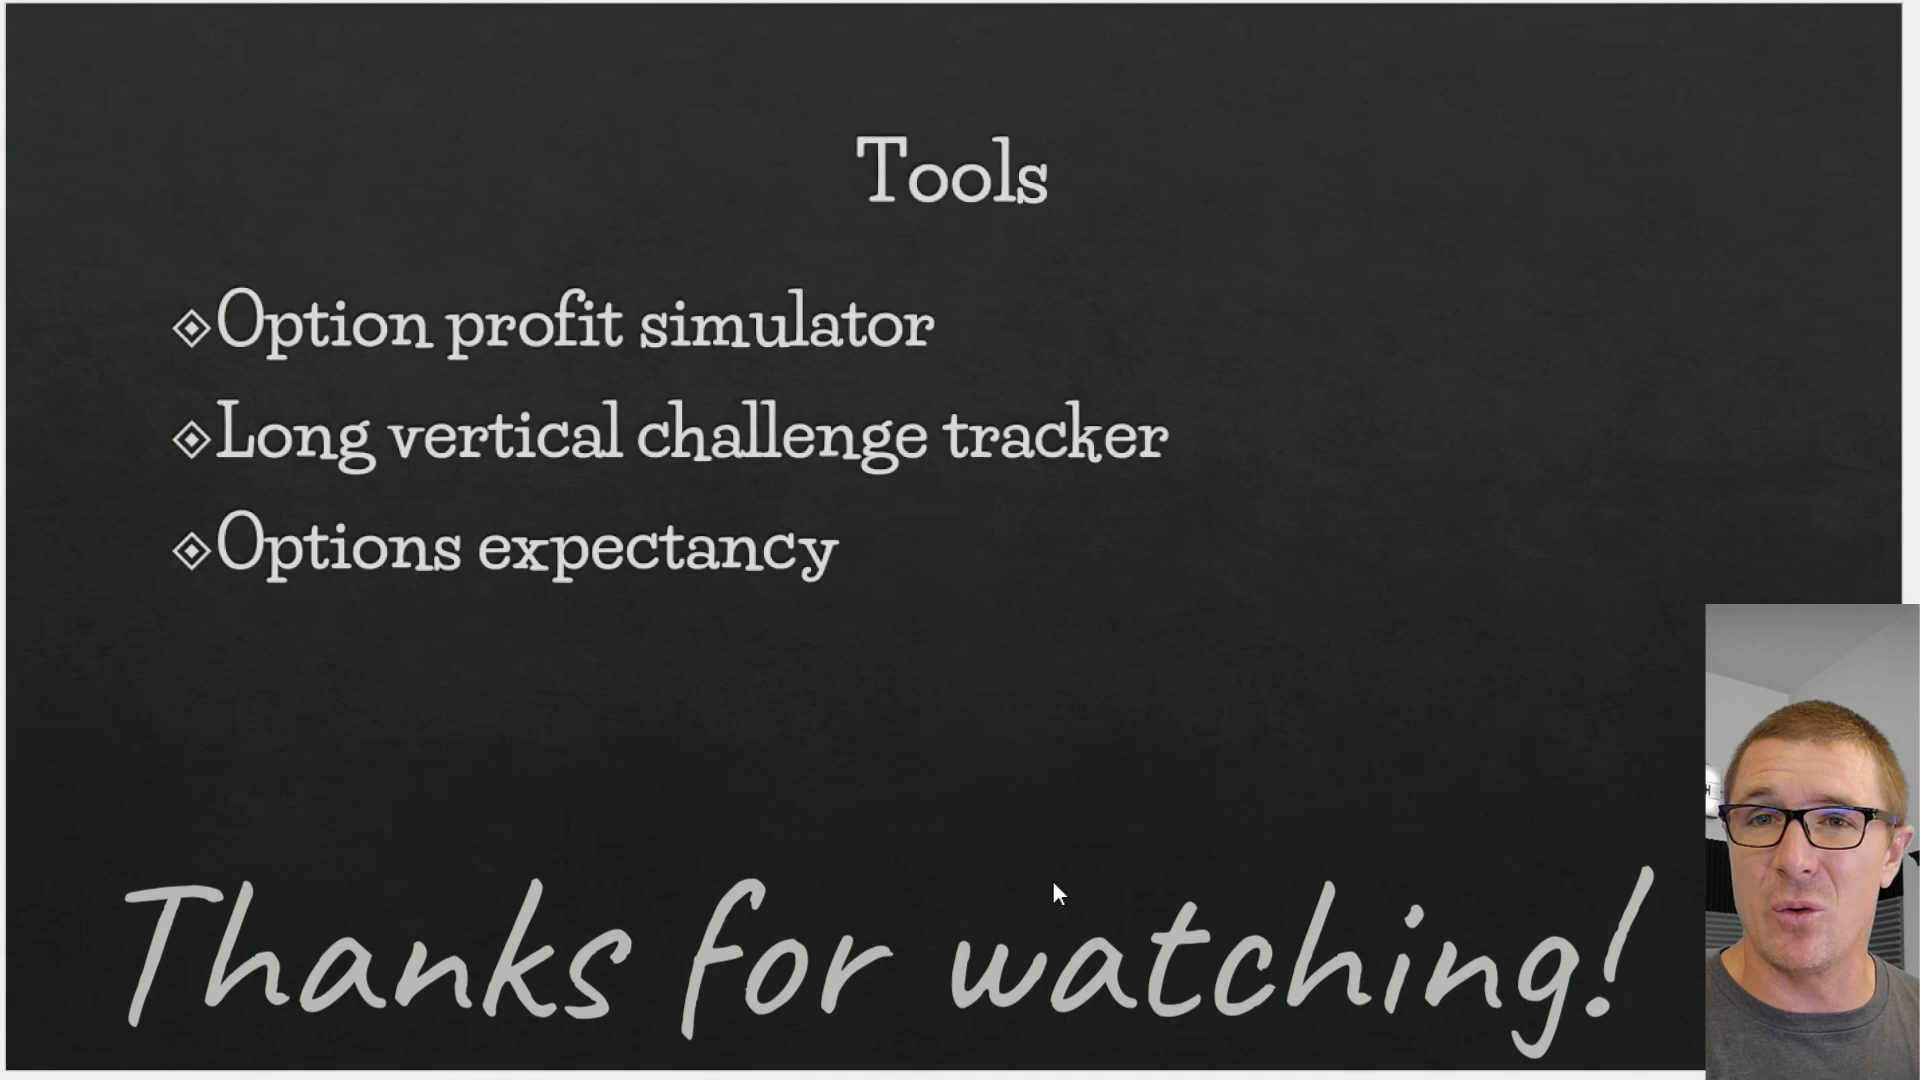 Tools
Option profit simulator
Long vertical challenge tracker
Options expectancy
Thanks for watching!